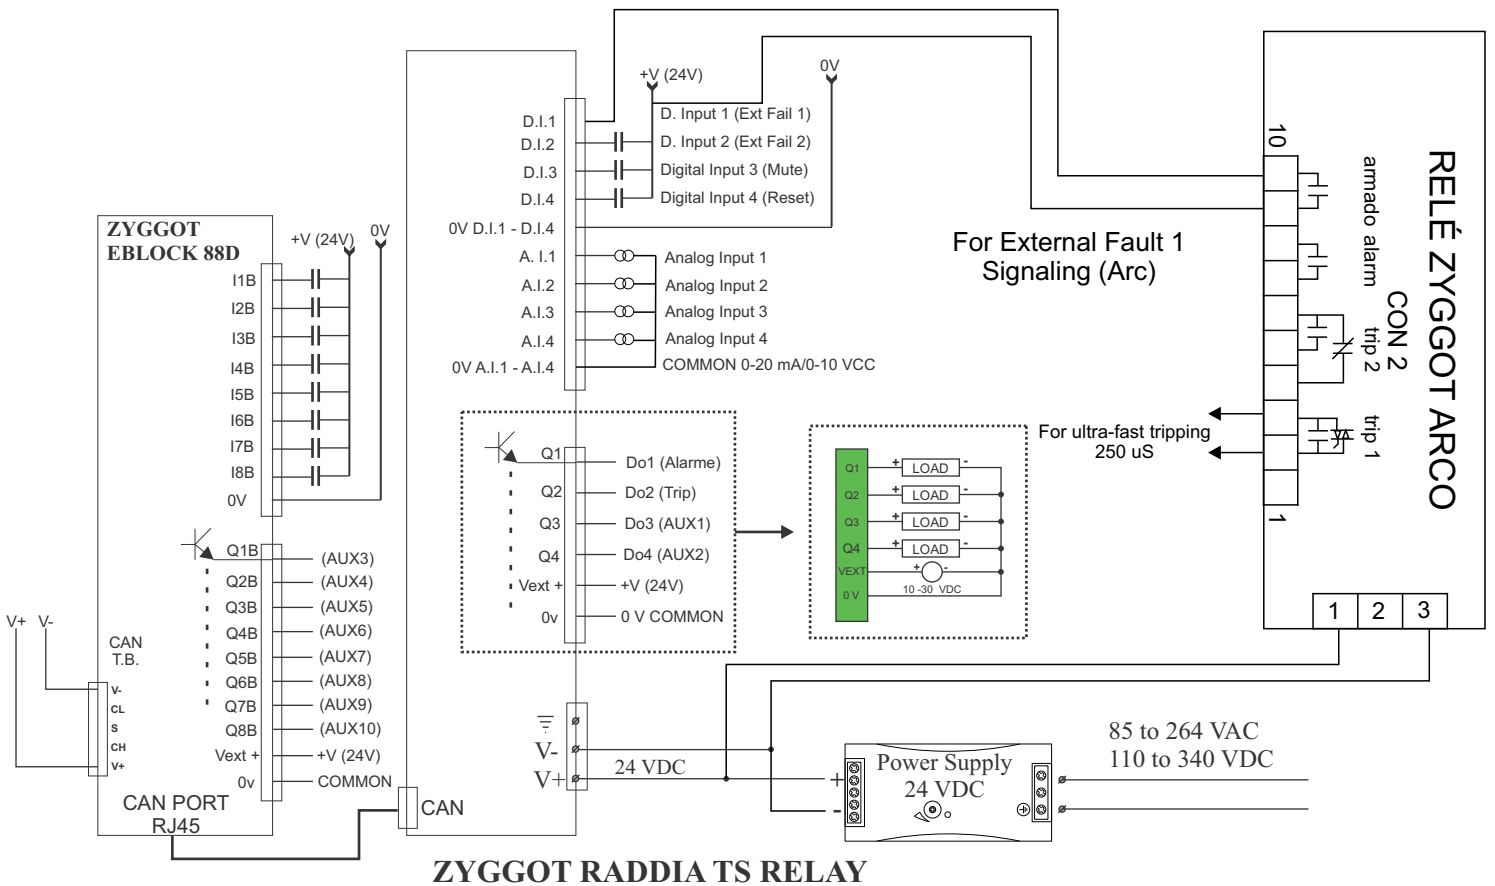 ZYGGOT
EBLOCK 88D
+V (24V)
0V
I1B
I2B
I3B
I4B
I5B
I6B
I7B
I8B
0V
Q1B
(AUX3)
Q2B
(AUX4)
Q3B
(AUX5)
Q4B
(AUX6)
Q5B
(AUX7)
Q6B
(AUX8)
Q7B
(AUX9)
Q8B
(AUX10)
Vext +
+V (24V)
0v
COMMON
V+
V-
CAN
T.B.
V-
CL
S
CH
V+
CAN PORT
RJ45
CAN
+V (24V)
0V
D.I.1
D. Input 1 (Ext Fail 1)
D.I.2
D. Input 2 (Ext Fail 2)
D.I.3
Digital Input 3 (Mute)
D.I.4
Digital Input 4 (Reset)
0V D.I.1 - D.I.4
A. I.1
Analog Input 1
A.I.2
Analog Input 2
A.I.3
Analog Input 3
A.I.4
Analog Input 4
0V A.I.1 - A.I.4
COMMON 0-20 mA/0-10 VCC
Q1
Do1 (Alarme)
Q2
Do2 (Trip)
Q3
Do3 (AUX1)
Q4
Do4 (AUX2)
Vext +
+V (24V)
0v
0 V COMMON
Q1
+ LOAD -
Q2
+ LOAD -
Q3
+ LOAD -
Q4
+ LOAD -
VEXT
+ -
10 -30 VDC
0 V
V-
V+
24 VDC
For External Fault 1
Signaling (Arc)
For ultra-fast tripping
250 uS
10
armado alarm
trip 2
trip 1
1
CON 2
RELÉ ZYGGOT ARCO
1 2 3
Power Supply
24 VDC
+
-
85 to 264 VAC
110 to 340 VDC
ZYGGOT RADDIA TS RELAY